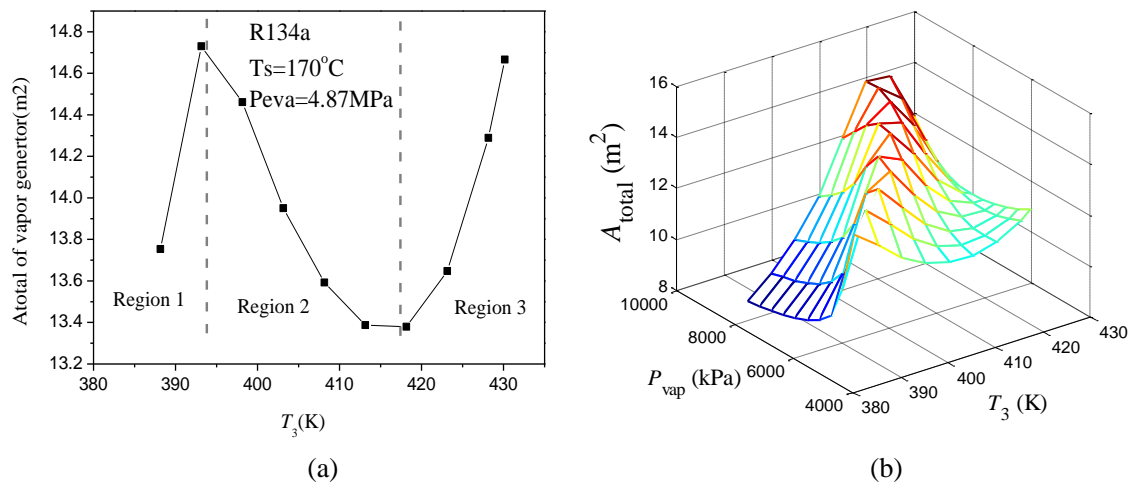 14.8
14.6
14.4
14.2
14.0
13.8
13.6
13.4
13.2
Atotal of vapor genertor(m2)
R134a
Ts=170°C
Peva=4.87MPa
Region 1
Region 2
Region 3
380 390 400 410 420 430
T3(K)
(a)
(b)
16
14
12
10
8
Atotal (m²)
10000
8000
6000
4000
Pvap (kPa)
380
390
400
410
420
430
T3 (K)